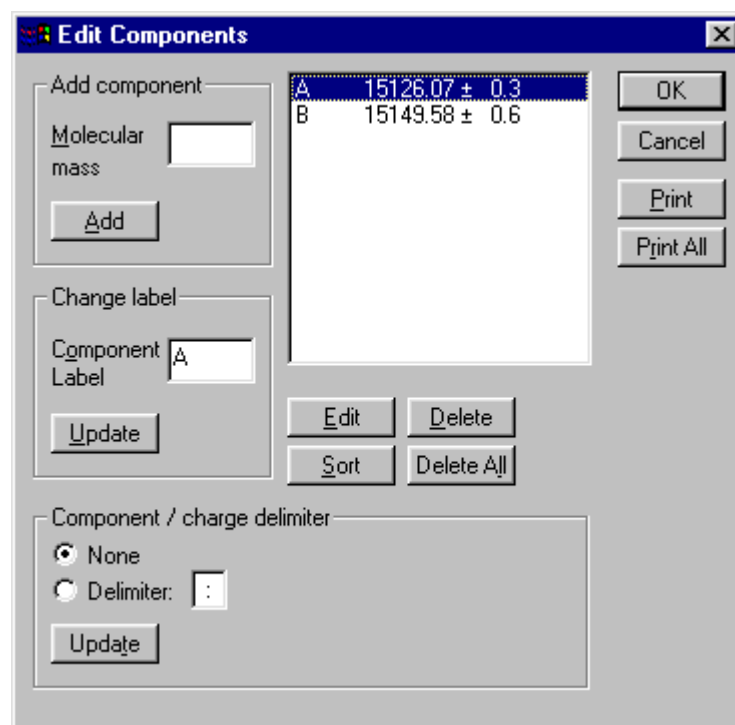 Edit Components
Add component
Molecular
mass
Add
A 15126.07 ± 0.3
B 15149.58 ± 0.6
OK
Cancel
Print
Print All
Change label
Component
Label
A
Update
Edit
Delete
Sort
Delete All
Component / charge delimiter
None
Delimiter: :
Update